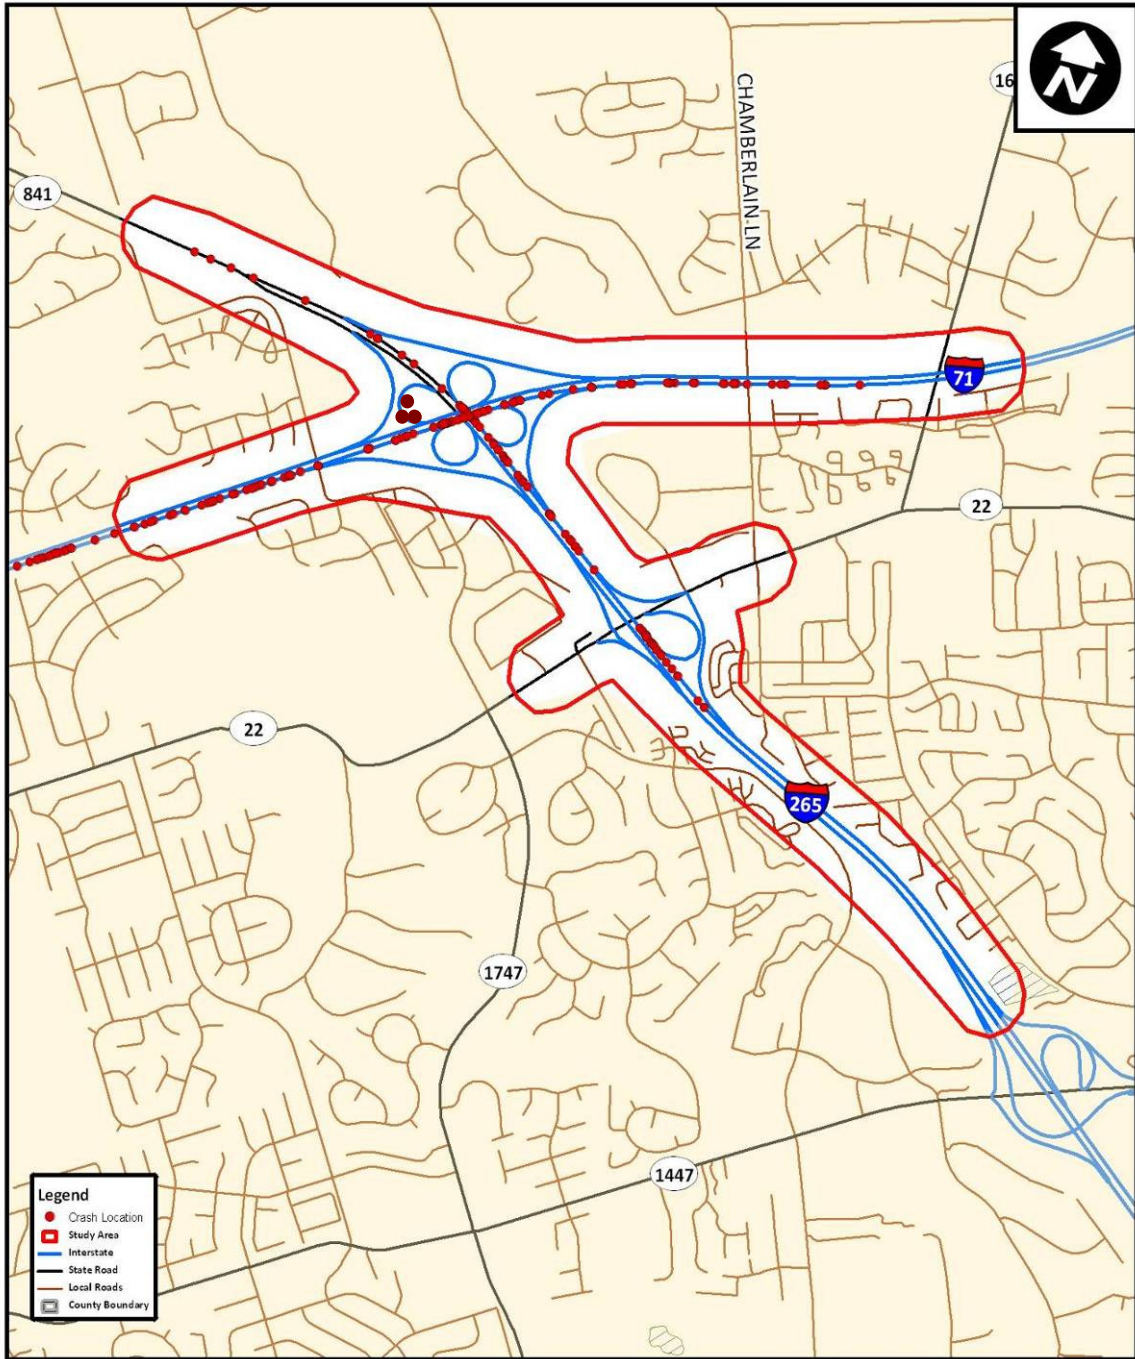 16
N
CHAMBERLAIN LN
841
71
22
22
265
1747
1447
Legend
Crash Location
Study Area
Interstate
State Road
Local Roads
County Boundary